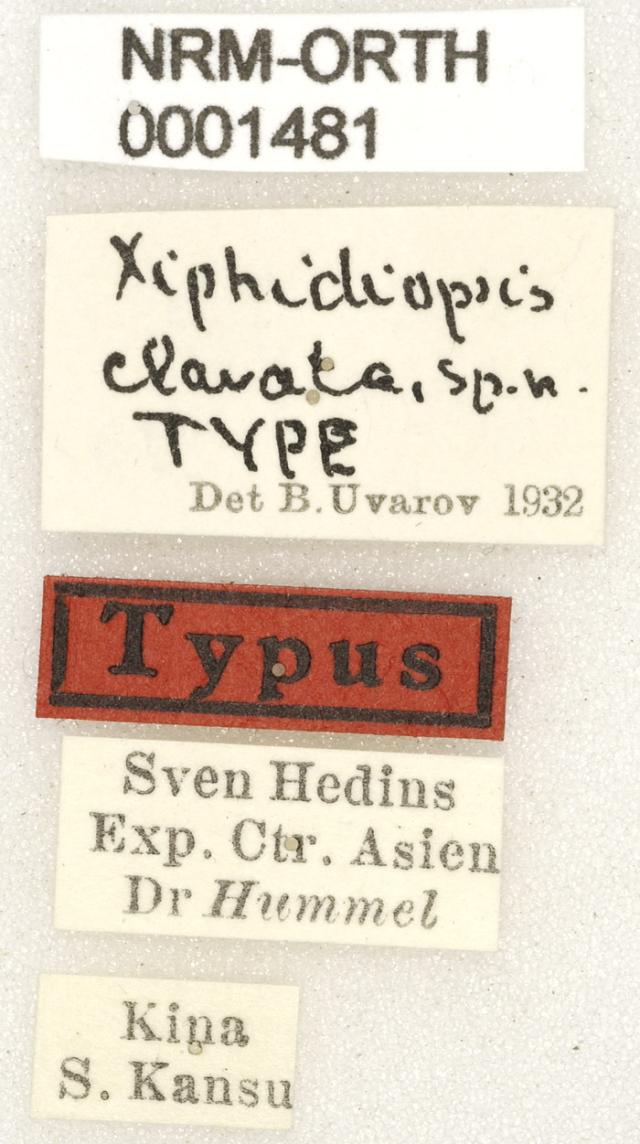 NRM-ORTH
0001481
Xiphidiopsis
clavata, sp.n.
TYPE
Det B. Uvarov 1932
Typus
Sven Hedins
Exp. Ctr. Asien
Dr Hummel
Kina
S. Kansu